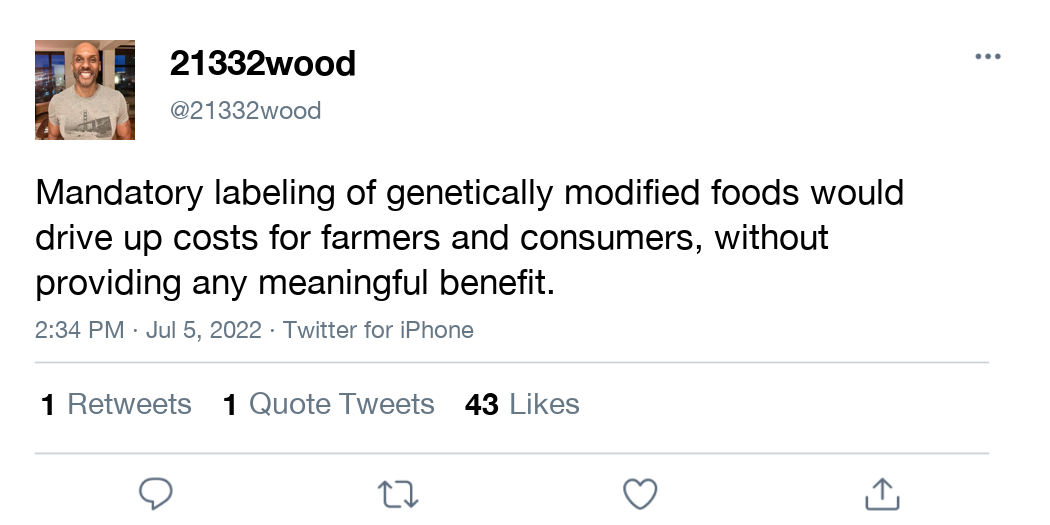 21332wood
@21332wood
Mandatory labeling of genetically modified foods would
drive up costs for farmers and consumers, without
providing any meaningful benefit.
2:34 PM · Jul 5, 2022 · Twitter for iPhone
1 Retweets 1 Quote Tweets 43 Likes